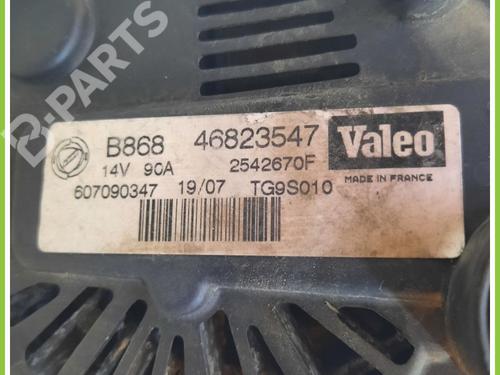 B-PARTS
B868 46823547 Valeo
14V 90A 2542670F
MADE IN FRANCE
607090347 19/07 TG9S010